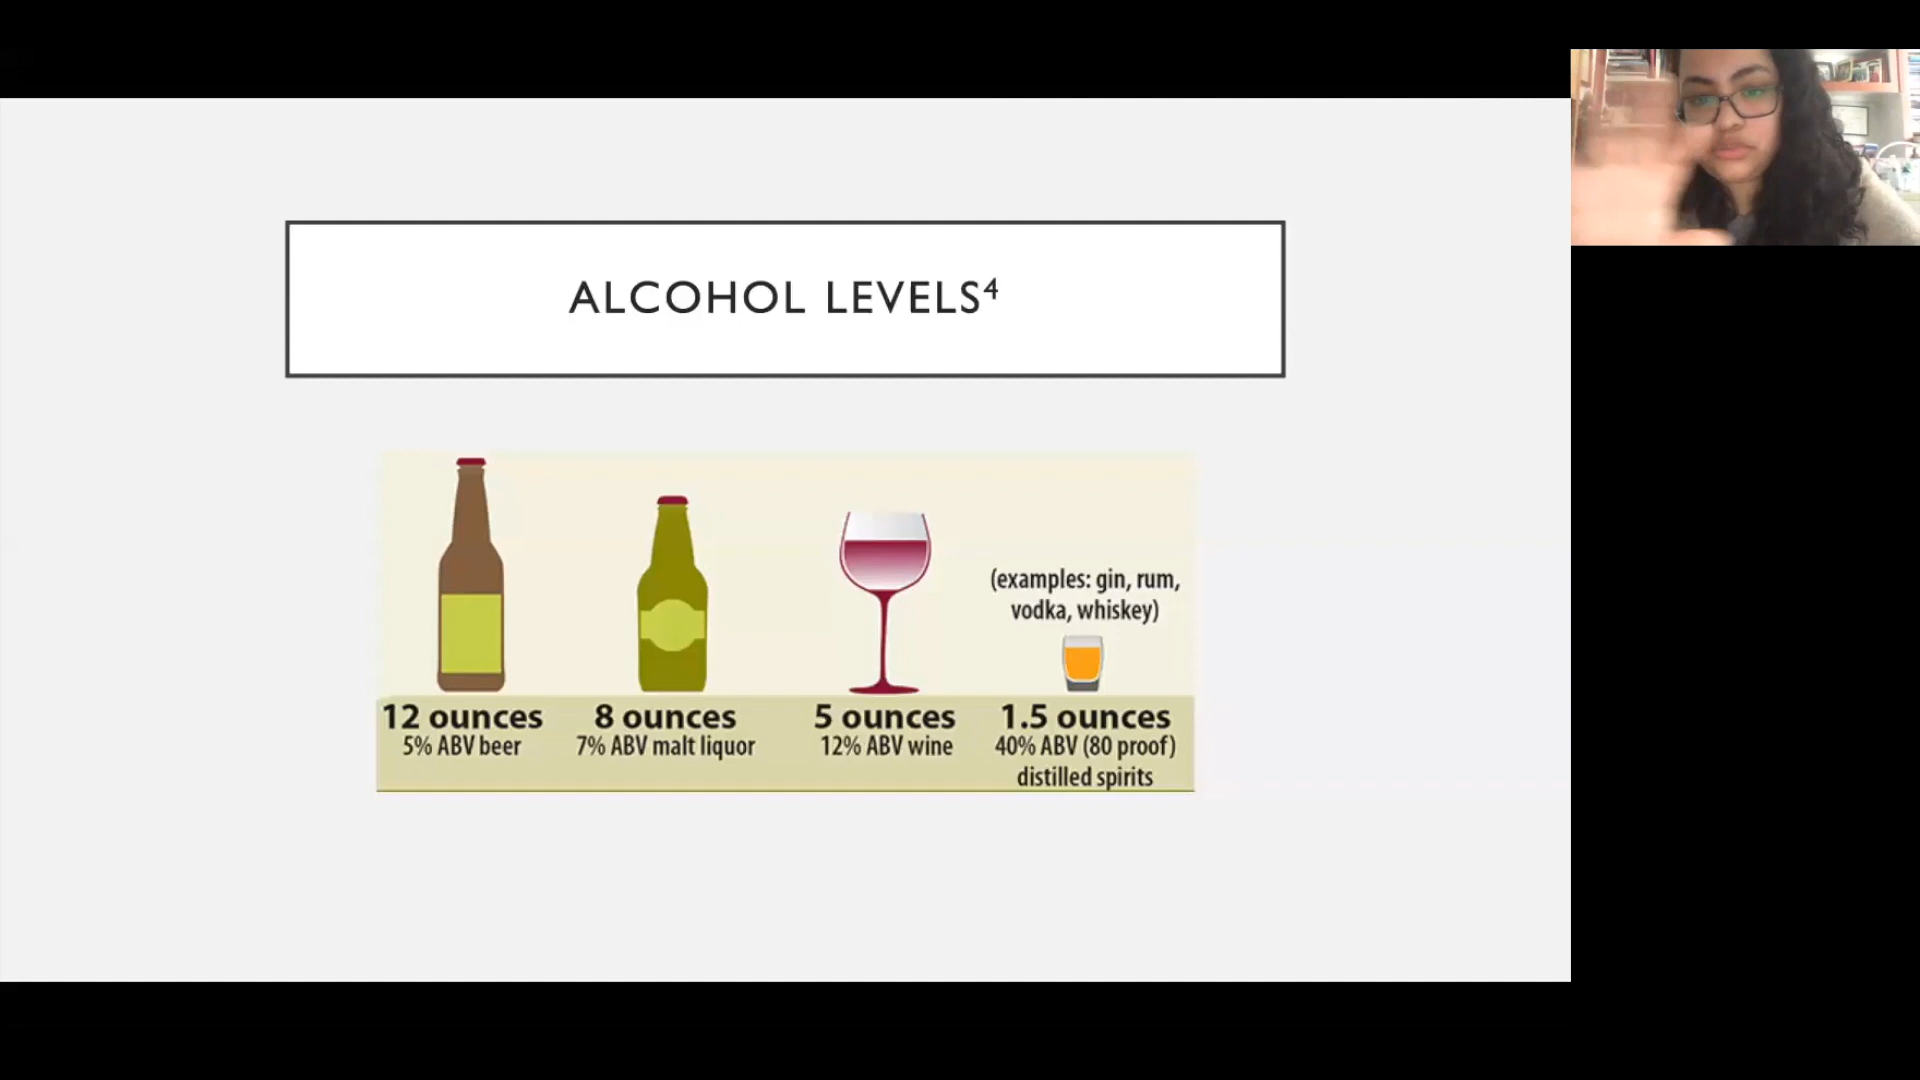 ALCOHOL LEVELS⁴
(examples: gin, rum,
vodka, whiskey)
12 ounces
5% ABV beer
8 ounces
7% ABV malt liquor
5 ounces
12% ABV wine
1.5 ounces
40% ABV (80 proof)
distilled spirits